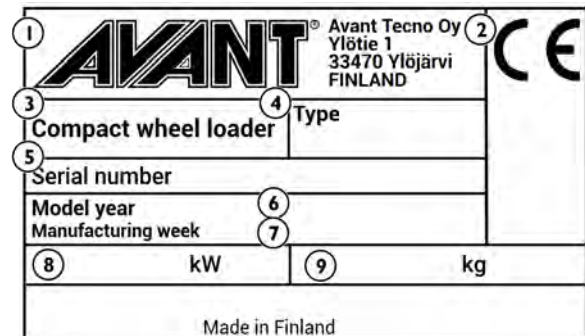 1 AVANT® Avant Tecno Oy 2 CE
Ylötie 1
33470 Ylöjärvi
FINLAND
3 Compact wheel loader 4 Type
5 Serial number
Model year 6
Manufacturing week 7
8 kW 9 kg
Made in Finland